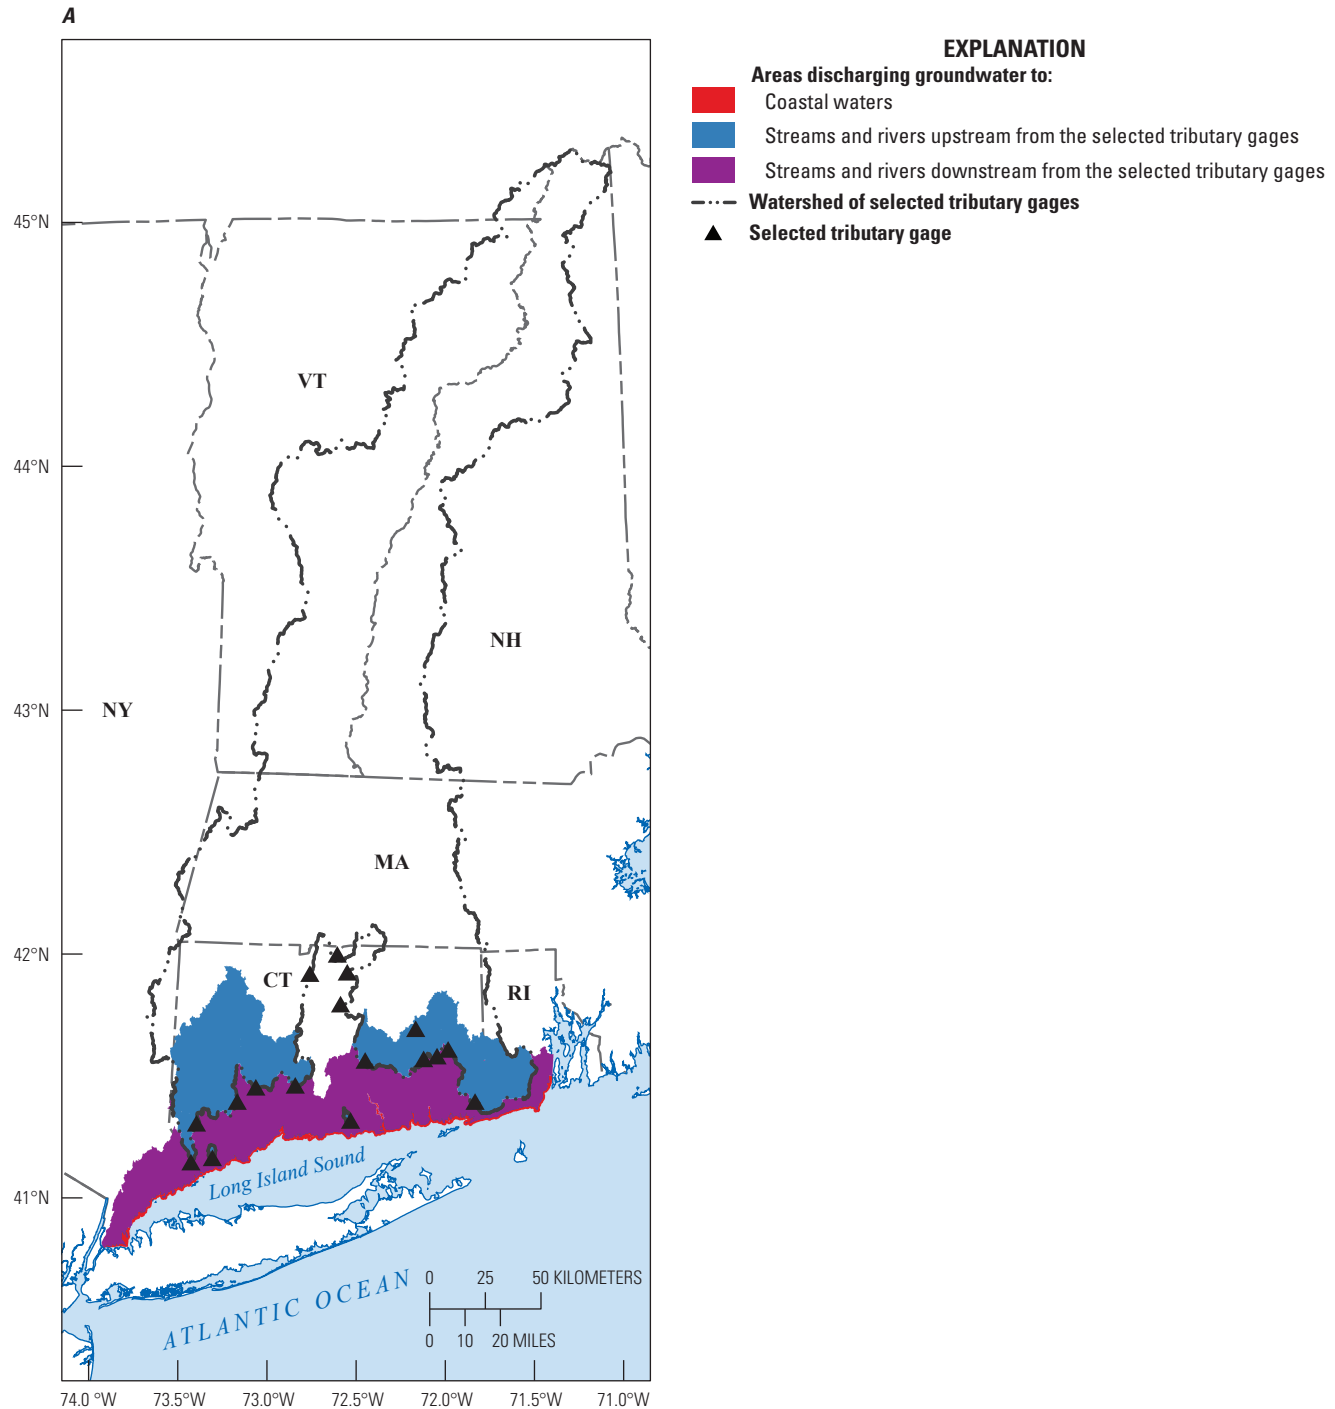 A
EXPLANATION
Areas discharging groundwater to:
Coastal waters
Streams and rivers upstream from the selected tributary gages
Streams and rivers downstream from the selected tributary gages
Watershed of selected tributary gages
Selected tributary gage
45°N
VT
44°N
NH
43°N
NY
MA
42°N
CT
RI
41°N
Long Island Sound
ATLANTIC OCEAN
0 25 50 KILOMETERS
0 10 20 MILES
74.0 °W 73.5°W 73.0°W 72.5°W 72.0°W 71.5°W 71.0°W